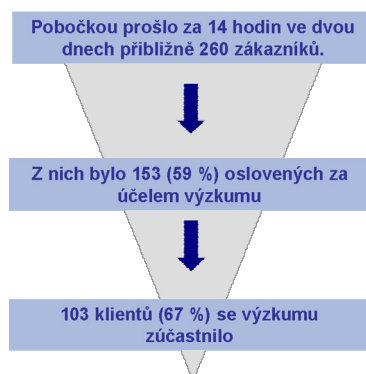 Pobočkou prošlo za 14 hodin ve dvou
dnech přibližně 260 zákazníků.
Z nich bylo 153 (59 %) oslovených za
účelem výzkumu
103 klientů (67 %) se výzkumu
zúčastnilo